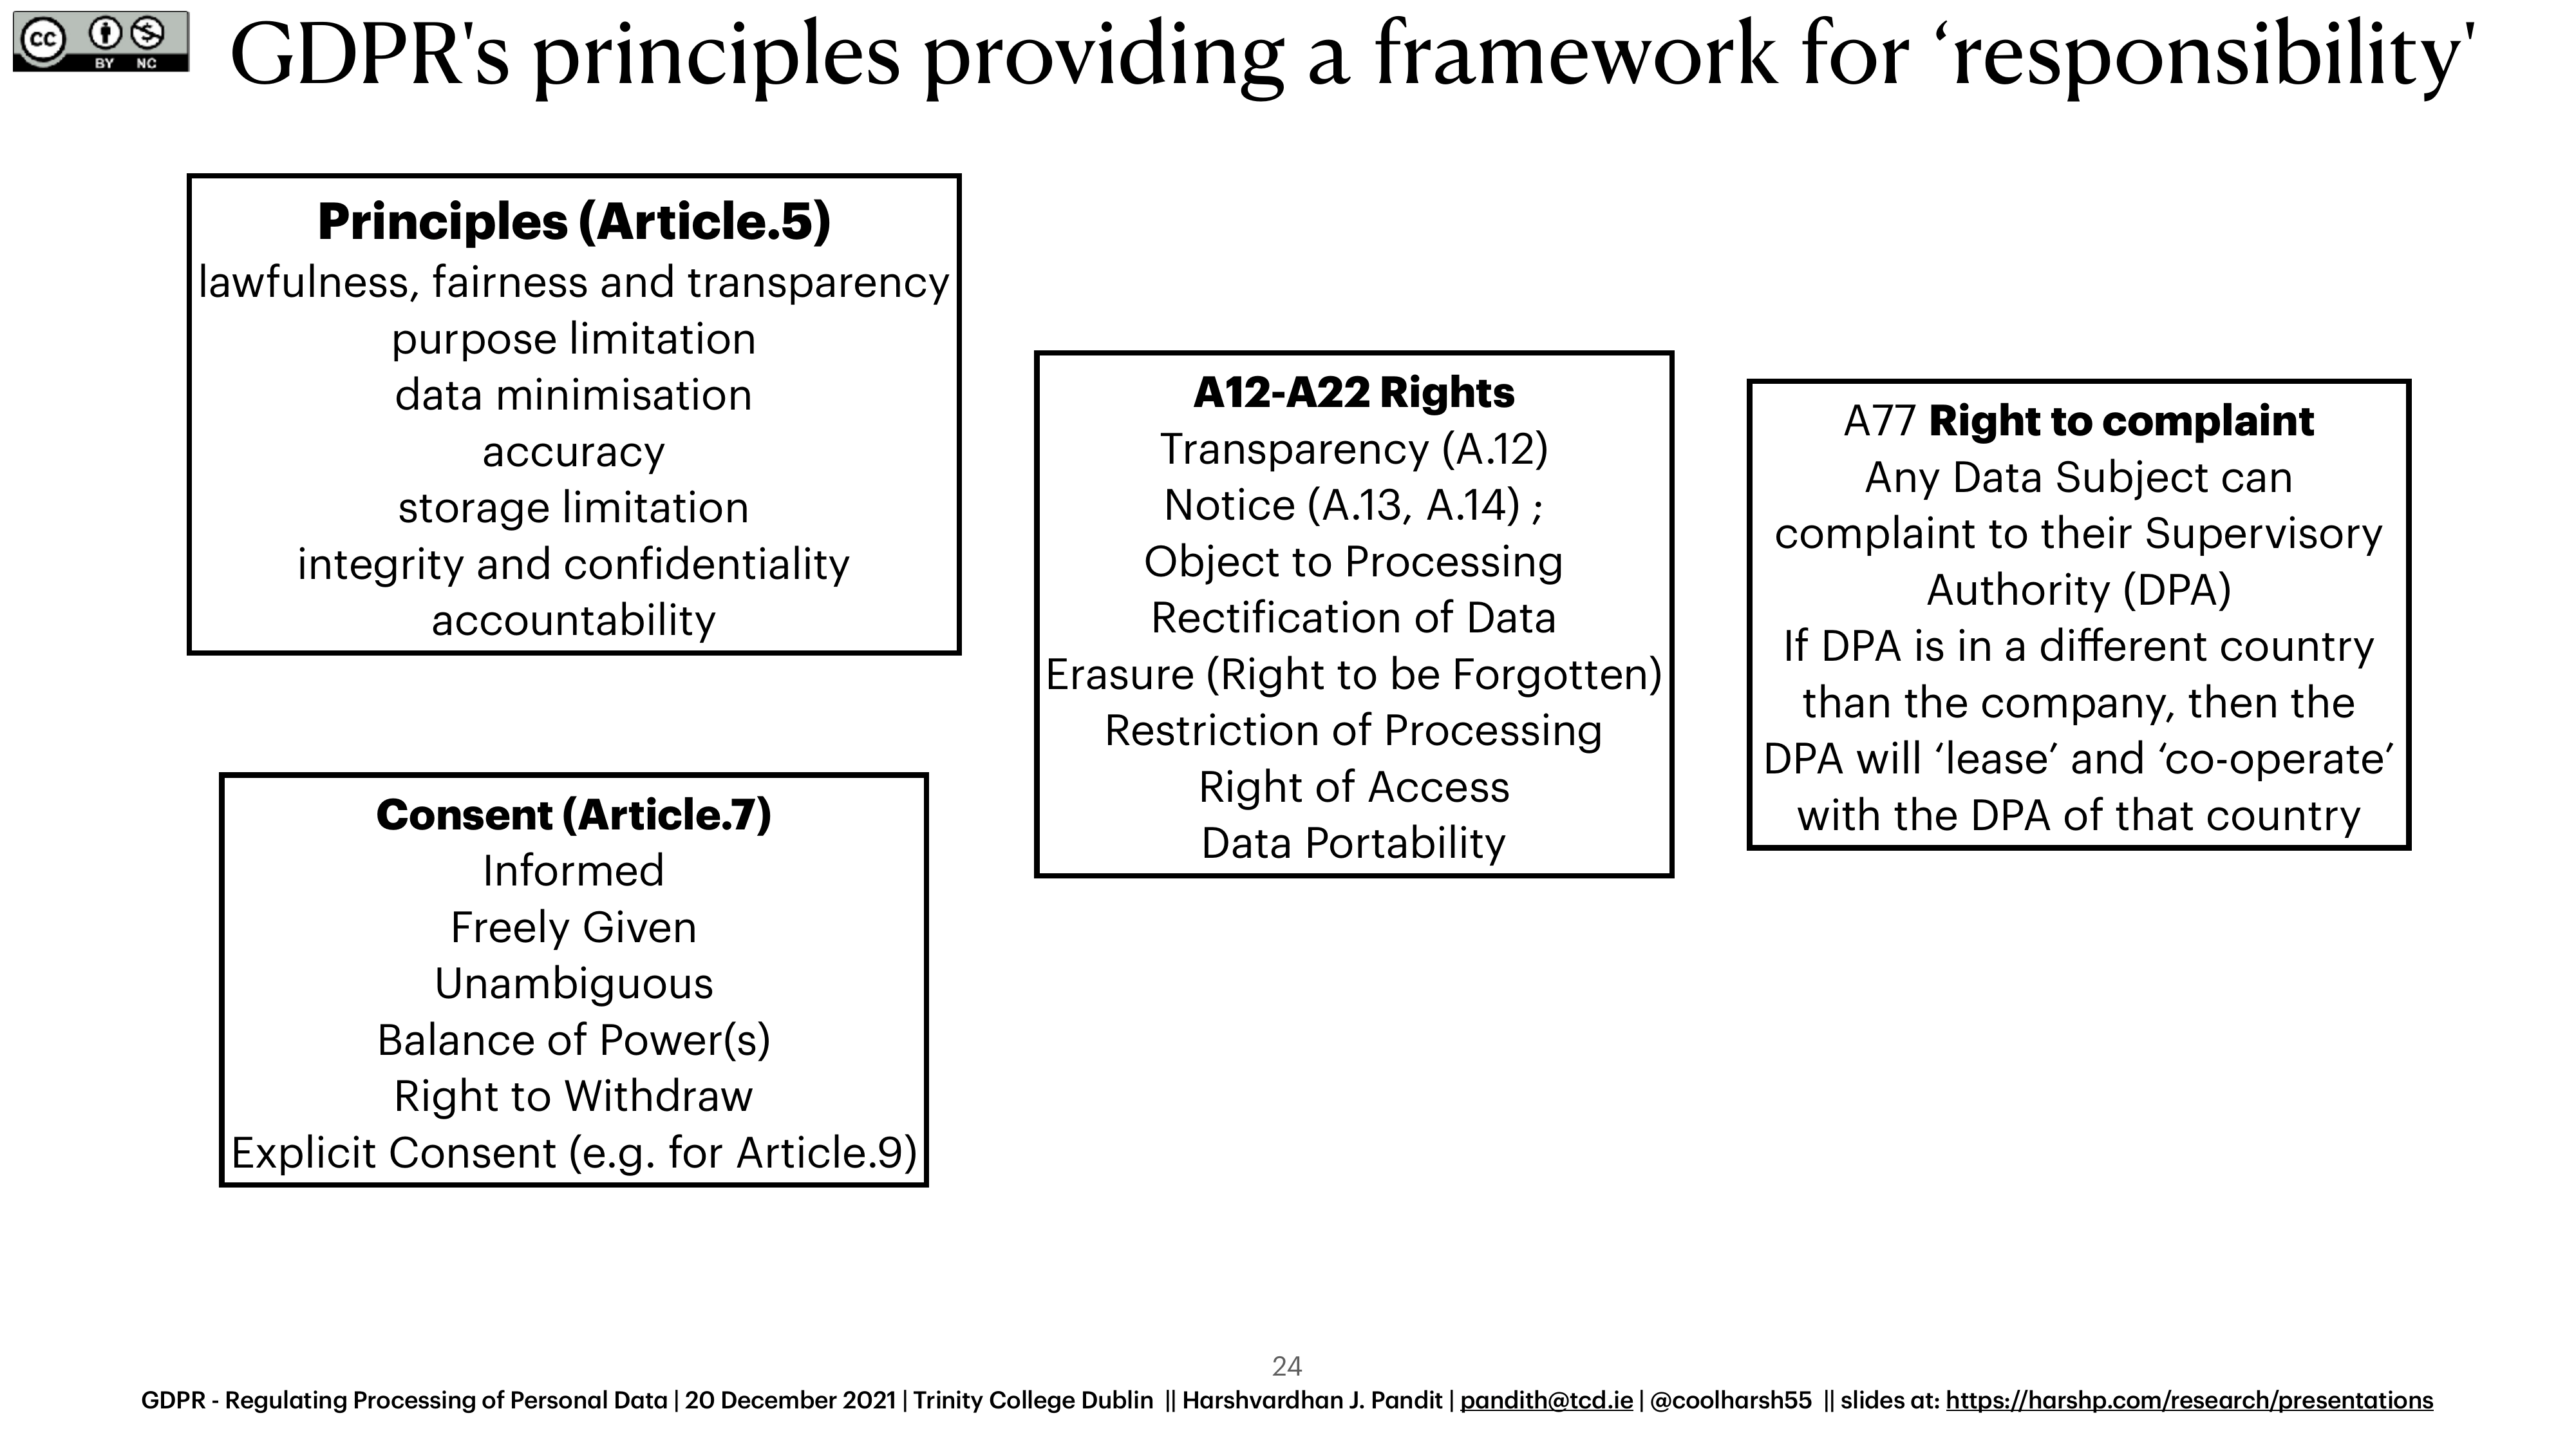 cc BY NC
GDPR's principles providing a framework for ‘responsibility'
Principles (Article.5)
lawfulness, fairness and transparency
purpose limitation
data minimisation
accuracy
storage limitation
integrity and confidentiality
accountability
Consent (Article.7)
Informed
Freely Given
Unambiguous
Balance of Power(s)
Right to Withdraw
Explicit Consent (e.g. for Article.9)
A12-A22 Rights
Transparency (A.12)
Notice (A.13, A.14) ;
Object to Processing
Rectification of Data
Erasure (Right to be Forgotten)
Restriction of Processing
Right of Access
Data Portability
A77 Right to complaint
Any Data Subject can
complaint to their Supervisory
Authority (DPA)
If DPA is in a different country
than the company, then the
DPA will ‘lease’ and ‘co-operate’
with the DPA of that country
24
GDPR - Regulating Processing of Personal Data | 20 December 2021 | Trinity College Dublin || Harshvardhan J. Pandit | pandith@tcd.ie | @coolharsh55 || slides at: https://harshp.com/research/presentations